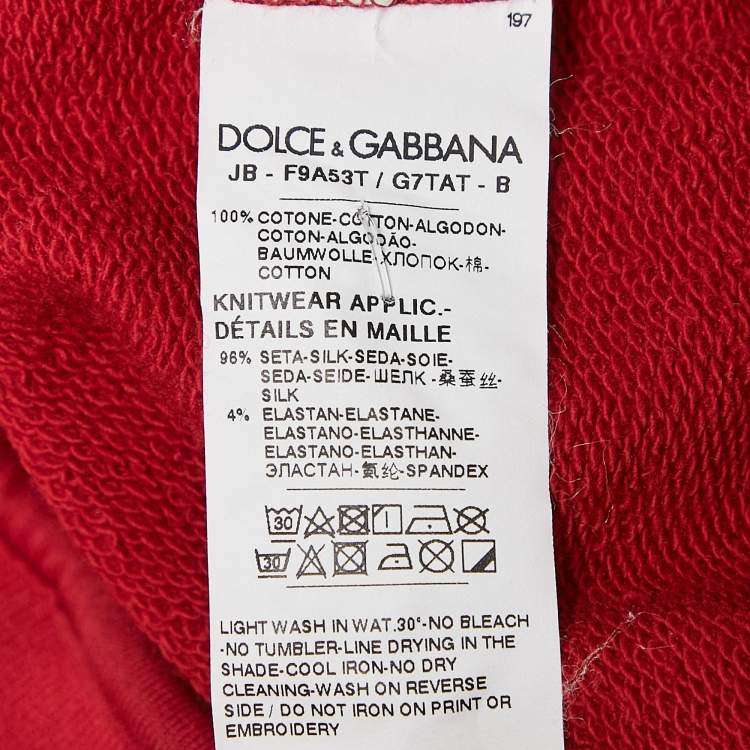 197
DOLCE & GABBANA
JB - F9A53T / G7TAT - B
100% COTONE-COTTON-ALGODON-
COTON-ALGODÃO-
BAUMWOLLE-ХЛОПОК-棉-
COTTON
KNITWEAR APPLIC.-
DÉTAILS EN MAILLE
96% SETA-SILK-SEDA-SOIE-
SEDA-SEIDE-ШЕЛК-桑蚕丝-
SILK
4% ELASTAN-ELASTANE-
ELASTANO-ELASTHANNE-
ELASTANO-ELASTHAN-
ЭЛАСТАН-氨纶-SPANDEX
30
30
LIGHT WASH IN WAT.30°-NO BLEACH
-NO TUMBLER-LINE DRYING IN THE
SHADE-COOL IRON-NO DRY
CLEANING-WASH ON REVERSE
SIDE / DO NOT IRON ON PRINT OR
EMBROIDERY